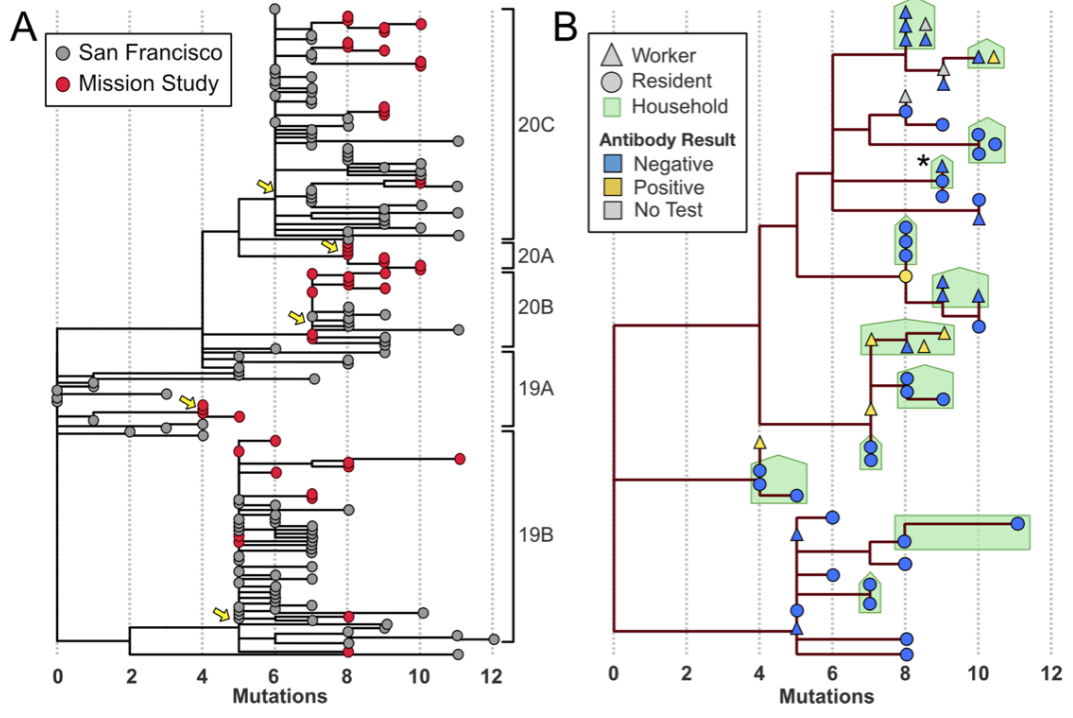 A
San Francisco
Mission Study
20C
20A
20B
19A
19B
0 2 4 6 8 10 12
Mutations
B
Worker
Resident
Household
Antibody Result
Negative
Positive
No Test
*
0 2 4 6 8 10 12
Mutations